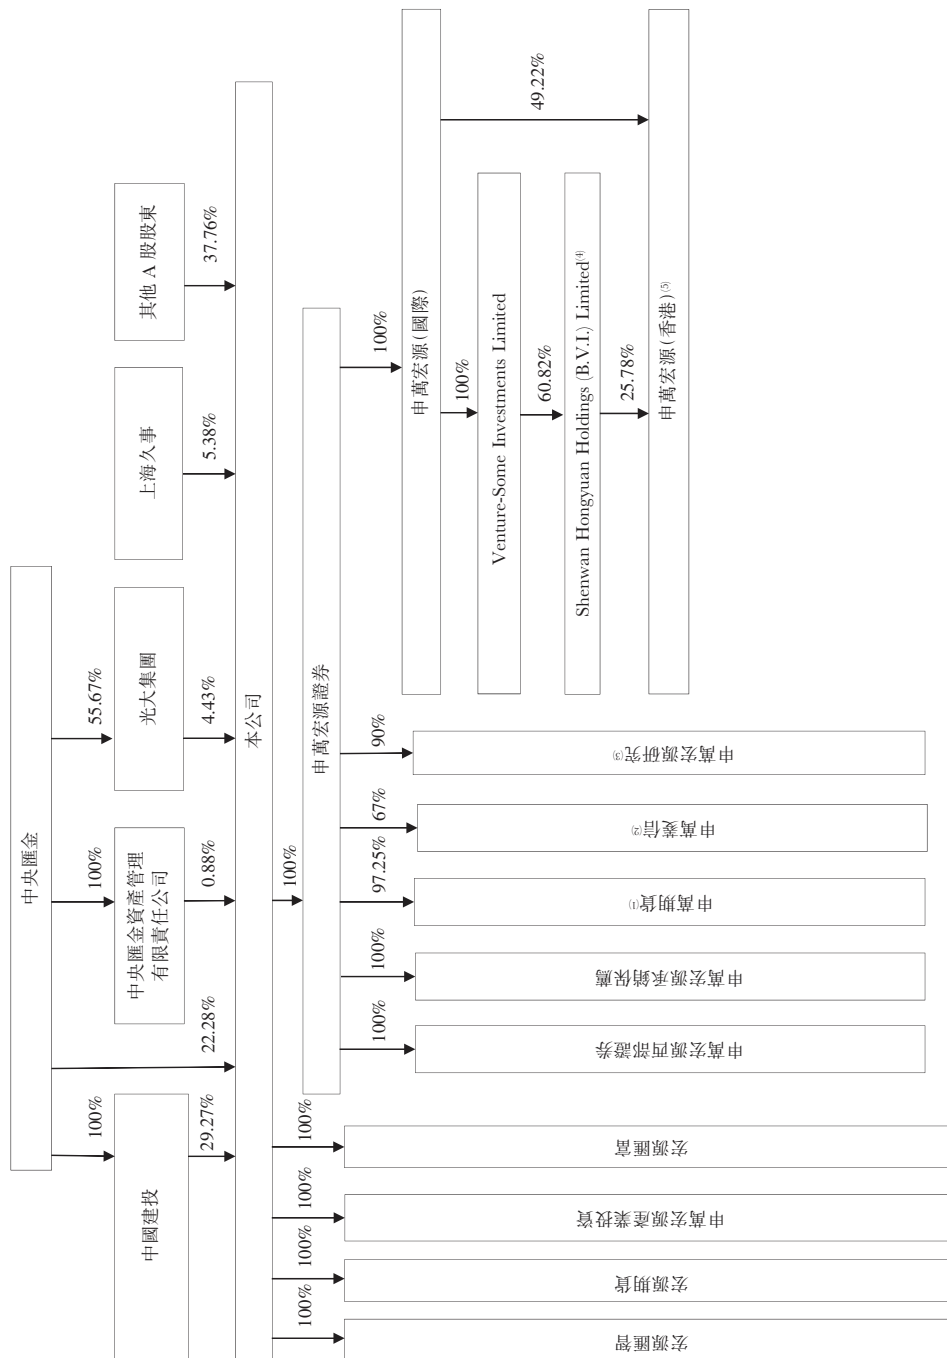 中央匯金
100%
100%
55.67%
中國建投
中央匯金資產管理
有限責任公司
光大集團
上海久事
其他 A 股股東
29.27%
22.28%
0.88%
4.43%
5.38%
37.76%
本公司
100%
100%
100%
100%
100%
宏源匯智
宏源期貨
申萬宏源產業投資
宏源匯富
申萬宏源證券
100%
100%
97.25%
67%
90%
100%
申萬宏源西部證券
申萬宏源承銷保薦
申萬期貨(1)
申萬菱信(2)
申萬宏源研究(3)
申萬宏源(國際)
100%
49.22%
Venture-Some Investments Limited
60.82%
Shenwan Hongyuan Holdings (B.V.I.) Limited(4)
25.78%
申萬宏源(香港)(5)